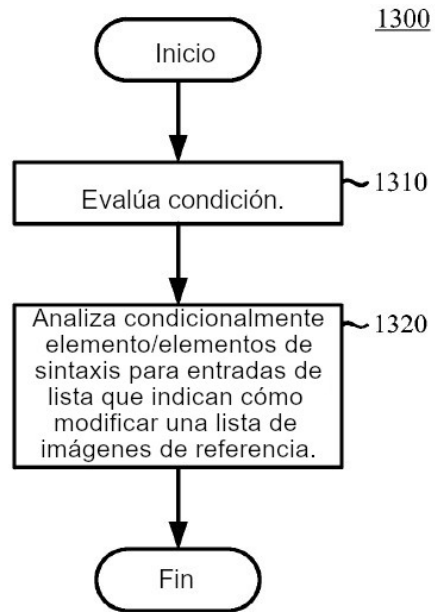 1300
Inicio
Evalúa condición.
1310
Analiza condicionalmente
elemento/elementos de
sintaxis para entradas de
lista que indican cómo
modificar una lista de
imágenes de referencia.
1320
Fin